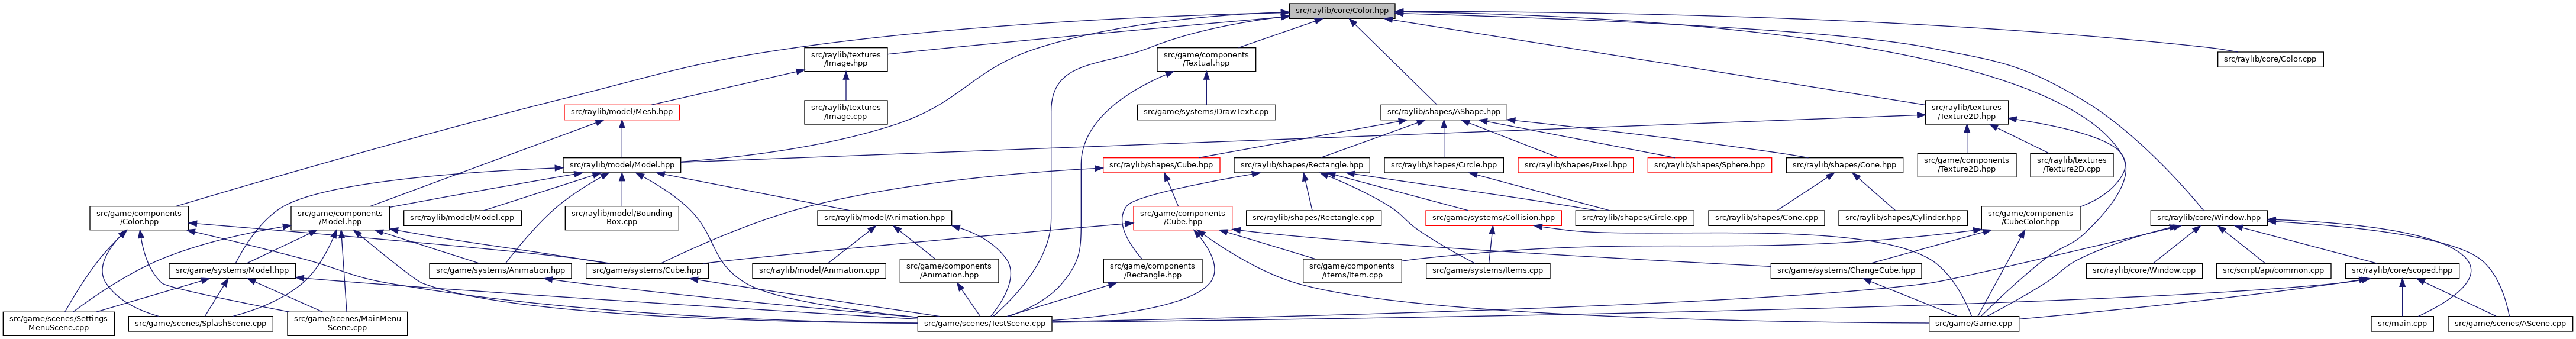 src/raylib/core/Color.hpp
src/raylib/textures
/Image.hpp
src/game/components
/Textual.hpp
src/raylib/core/Color.cpp
src/raylib/model/Mesh.hpp
src/raylib/textures
/Image.cpp
src/game/systems/DrawText.cpp
src/raylib/shapes/AShape.hpp
src/raylib/textures
/Texture2D.hpp
src/raylib/model/Model.hpp
src/raylib/shapes/Cube.hpp
src/raylib/shapes/Rectangle.hpp
src/raylib/shapes/Circle.hpp
src/raylib/shapes/Pixel.hpp
src/raylib/shapes/Sphere.hpp
src/raylib/shapes/Cone.hpp
src/game/components
/Texture2D.hpp
src/raylib/textures
/Texture2D.cpp
src/game/components
/Color.hpp
src/game/components
/Model.hpp
src/raylib/model/Model.cpp
src/raylib/model/Bounding
Box.cpp
src/raylib/model/Animation.hpp
src/game/components
/Cube.hpp
src/raylib/shapes/Rectangle.cpp
src/game/systems/Collision.hpp
src/raylib/shapes/Circle.cpp
src/raylib/shapes/Cone.cpp
src/raylib/shapes/Cylinder.hpp
src/game/components
/CubeColor.hpp
src/raylib/core/Window.hpp
src/game/systems/Model.hpp
src/game/systems/Animation.hpp
src/game/systems/Cube.hpp
src/raylib/model/Animation.cpp
src/game/components
/Animation.hpp
src/game/components
/Rectangle.hpp
src/game/components
/items/Item.cpp
src/game/systems/Items.cpp
src/game/systems/ChangeCube.hpp
src/raylib/core/Window.cpp
src/script/api/common.cpp
src/raylib/core/scoped.hpp
src/game/scenes/Settings
MenuScene.cpp
src/game/scenes/SplashScene.cpp
src/game/scenes/MainMenu
Scene.cpp
src/game/scenes/TestScene.cpp
src/game/Game.cpp
src/main.cpp
src/game/scenes/AScene.cpp